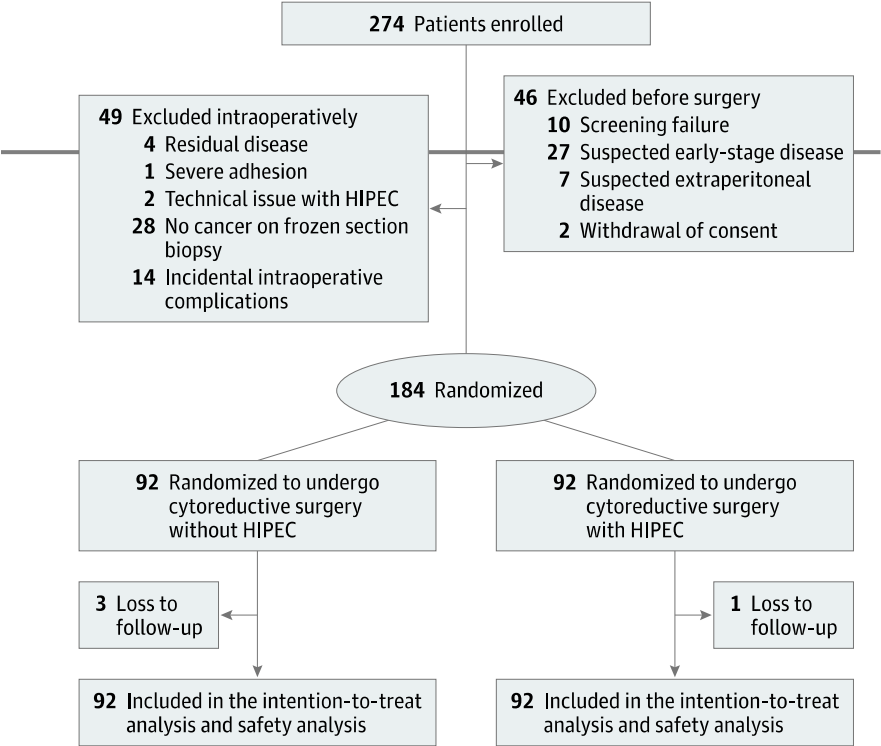 274 Patients enrolled
46 Excluded before surgery
10 Screening failure
27 Suspected early-stage disease
7 Suspected extraperitoneal
disease
2 Withdrawal of consent
49 Excluded intraoperatively
4 Residual disease
1 Severe adhesion
2 Technical issue with HIPEC
28 No cancer on frozen section
biopsy
14 Incidental intraoperative
complications
184 Randomized
92 Randomized to undergo
cytoreductive surgery
without HIPEC
92 Randomized to undergo
cytoreductive surgery
with HIPEC
3 Loss to
follow-up
1 Loss to
follow-up
92 Included in the intention-to-treat
analysis and safety analysis
92 Included in the intention-to-treat
analysis and safety analysis